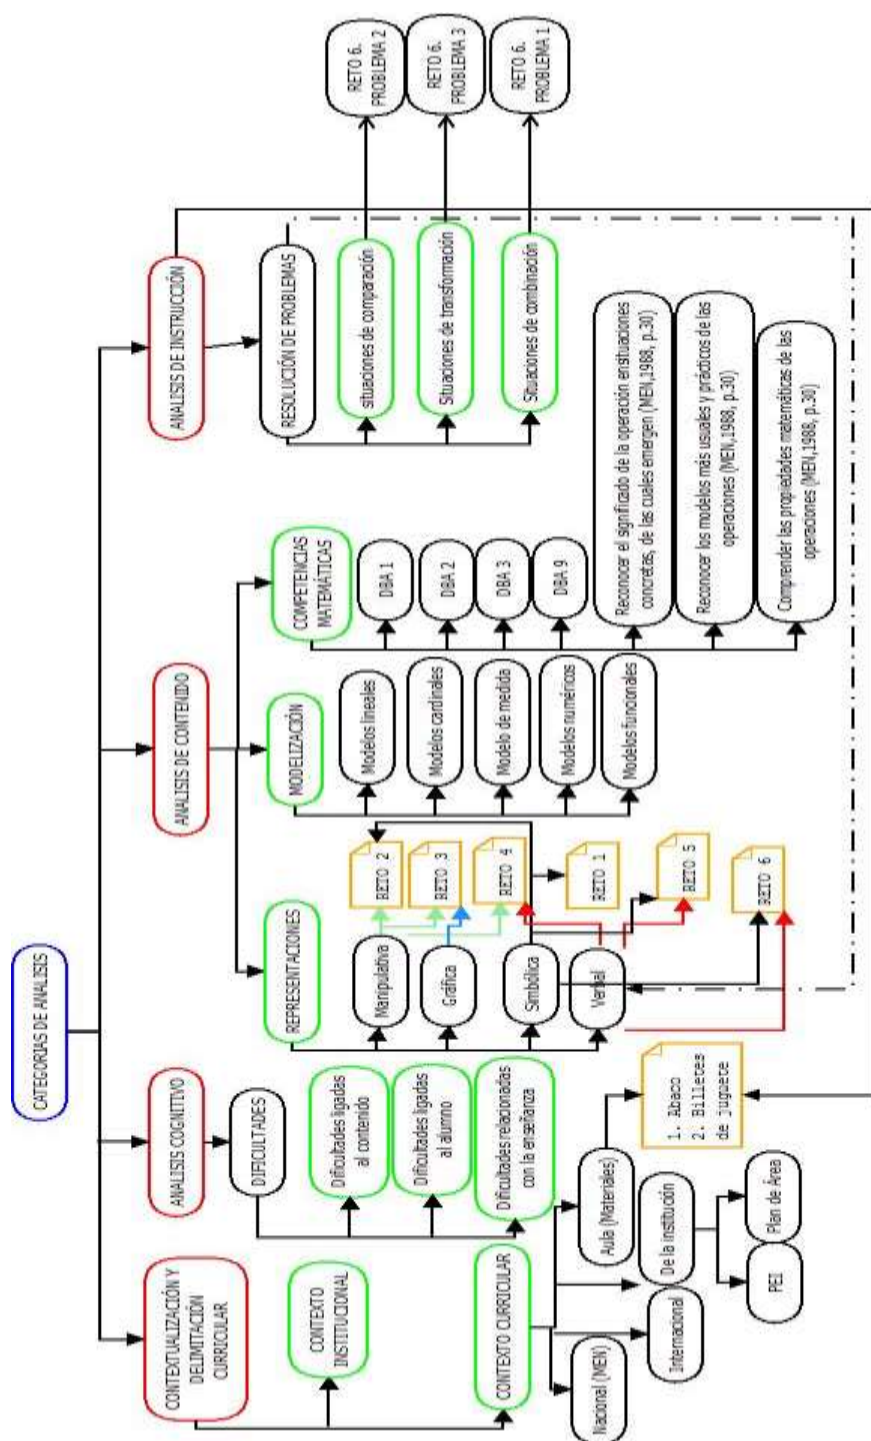 CATEGORIAS DE ANALISIS
CONTEXTUALIZACIÓN Y
DELIMITACIÓN
CURRICULAR
ANALISIS COGNITIVO
ANALISIS DE CONTENIDO
ANALISIS DE INSTRUCCIÓN
CONTEXTO
INSTITUCIONAL
CONTEXTO CURRICULAR
Nacional (MEN)
Internacional
De la institución
Aula (Materiales)
PEI
Plan de Área
1. Abaco
2. Billetes
de juguete
DIFICULTADES
Dificultades ligadas
al contenido
Dificultades ligadas
al alumno
Dificultades relacionadas
con la enseñanza
REPRESENTACIONES
Manipulativa
Gráfica
Simbólica
Verbal
RETO 2
RETO 3
RETO 4
RETO 1
RETO 5
RETO 6
MODELIZACIÓN
Modelos lineales
Modelos cardinales
Modelo de medida
Modelos numéricos
Modelos funcionales
COMPETENCIAS
MATEMÁTICAS
DBA 1
DBA 2
DBA 3
DBA 9
Reconocer el significado de la operación ensituaciones
concretas, de las cuales emergen (MEN,1988, p.30)
Reconocer los modelos más usuales y prácticos de las
operaciones (MEN,1988, p.30)
Comprender las propiedades matemáticas de las
operaciones (MEN,1988, p.30)
RESOLUCIÓN DE PROBLEMAS
situaciones de comparación
Situaciones de transformación
Situaciones de combinación
RETO 6.
PROBLEMA 2
RETO 6.
PROBLEMA 3
RETO 6.
PROBLEMA 1